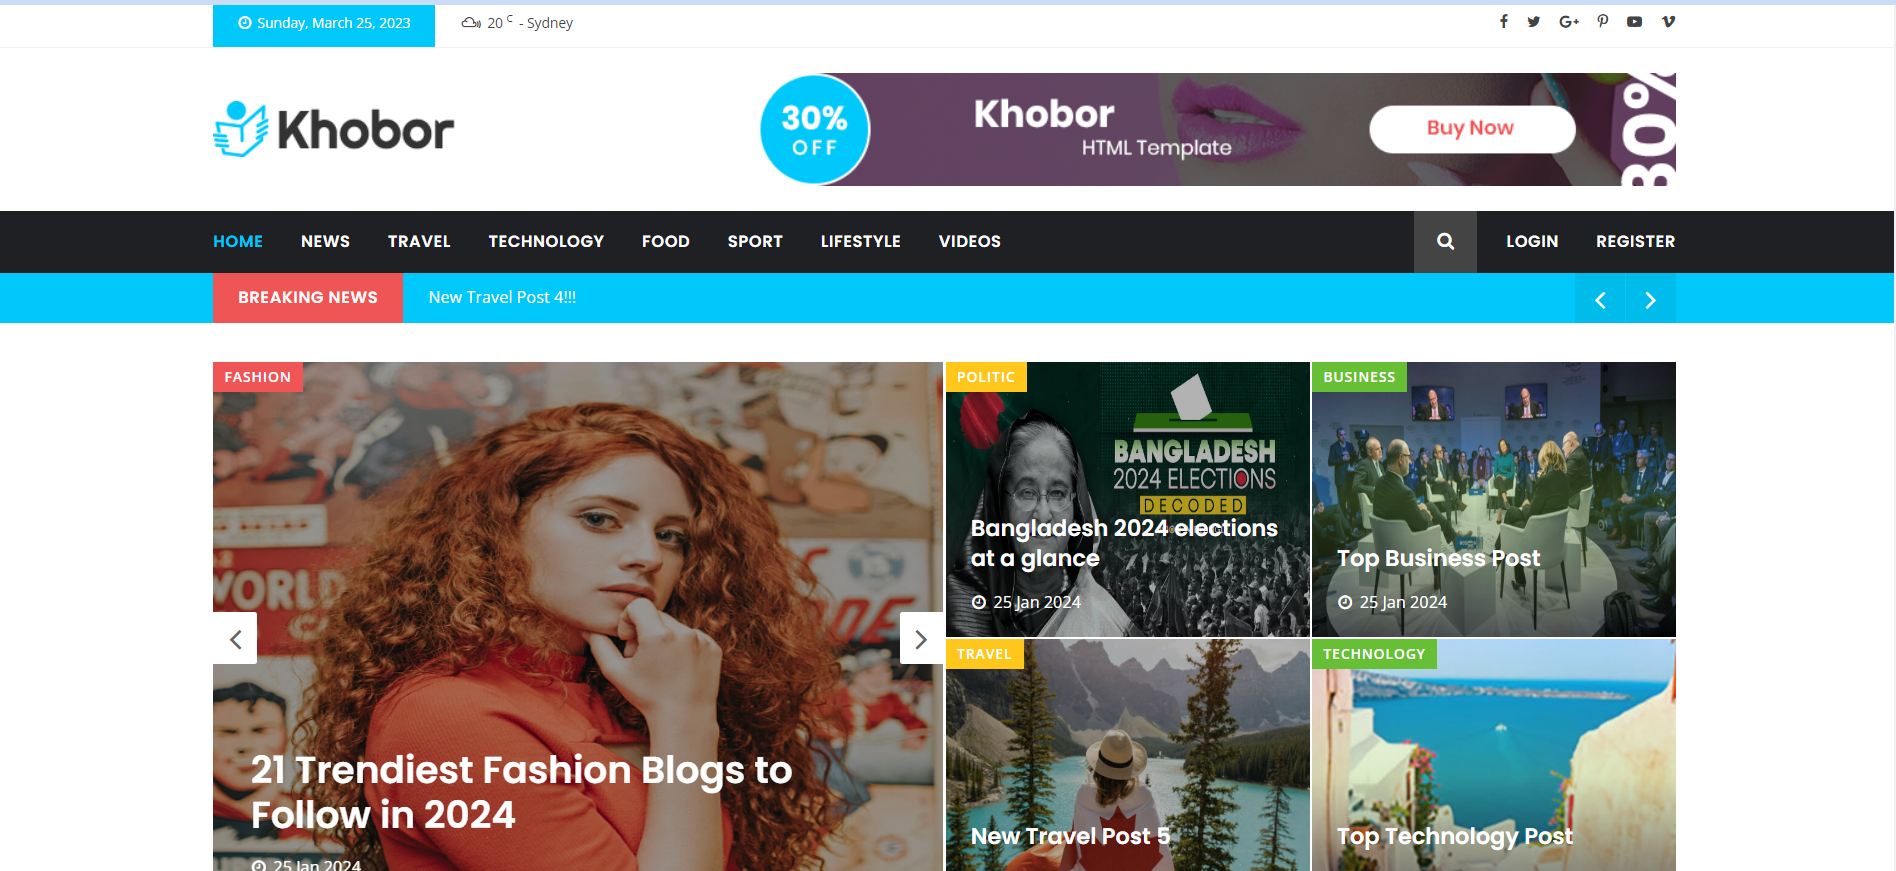 Sunday, March 25, 2023
20 C - Sydney
Khobor
30%
OFF
Khobor
HTML Template
Buy Now
30%
HOME NEWS TRAVEL TECHNOLOGY FOOD SPORT LIFESTYLE VIDEOS LOGIN REGISTER
BREAKING NEWS New Travel Post 4!!!
FASHION
WORLD
21 Trendiest Fashion Blogs to
Follow in 2024
25 Jan 2024
POLITIC
BANGLADESH
2024 ELECTIONS
DECODED
Bangladesh 2024 elections
at a glance
25 Jan 2024
BUSINESS
Top Business Post
25 Jan 2024
TRAVEL
New Travel Post 5
TECHNOLOGY
Top Technology Post